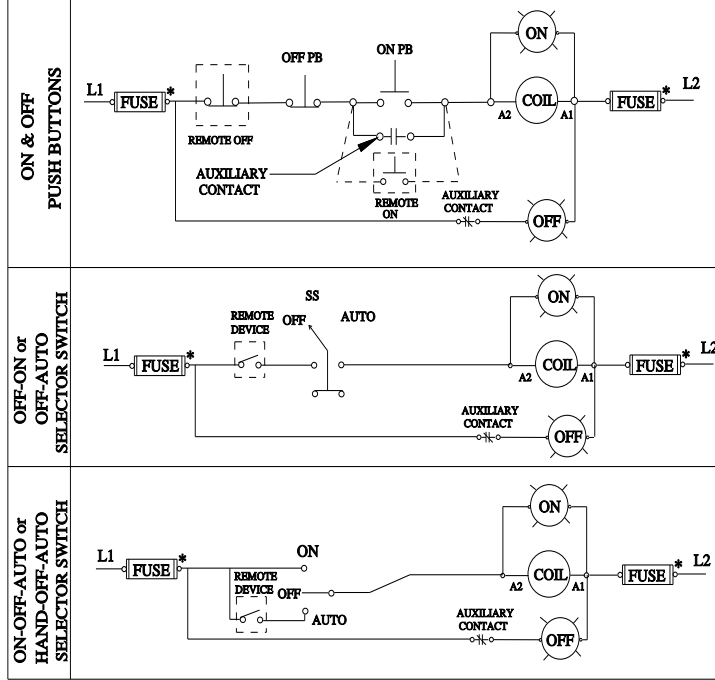 ON & OFF
PUSH BUTTONS
L1
FUSE
*
REMOTE OFF
OFF PB
ON PB
AUXILIARY
CONTACT
REMOTE
ON
AUXILIARY
CONTACT
ON
COIL
A2
A1
OFF
FUSE
*
L2
OFF-ON or
OFF-AUTO
SELECTOR SWITCH
L1
FUSE
*
REMOTE
DEVICE
SS
OFF
AUTO
AUXILIARY
CONTACT
ON
COIL
A2
A1
OFF
FUSE
*
L2
ON-OFF-AUTO or
HAND-OFF-AUTO
SELECTOR SWITCH
L1
FUSE
*
REMOTE
DEVICE
ON
OFF
AUTO
AUXILIARY
CONTACT
ON
COIL
A2
A1
OFF
FUSE
*
L2